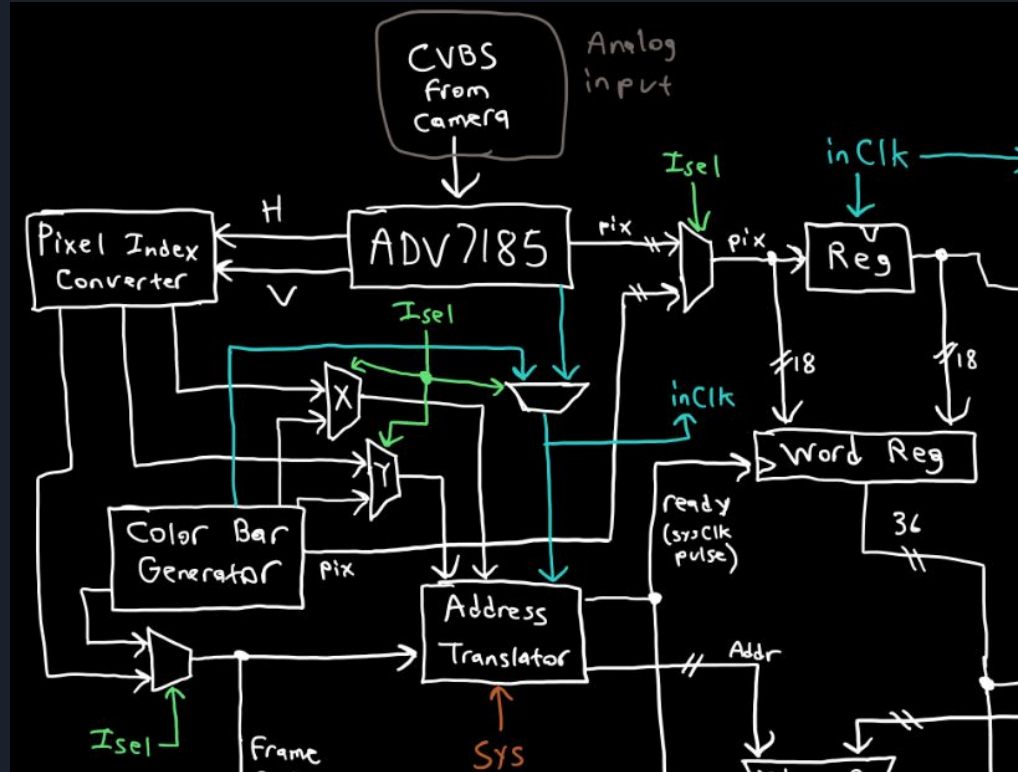 CVBS
from
Camera
Analog
input
Isel
inClk
H
V
Pixel Index
Converter
ADV7185
pix
pix
Reg
Isel
18
18
X
inClk
Y
Word Reg
ready
(sysClk
pulse)
36
Color Bar
Generator
pix
Address
Translator
Addr
Isel
Frame
Sys